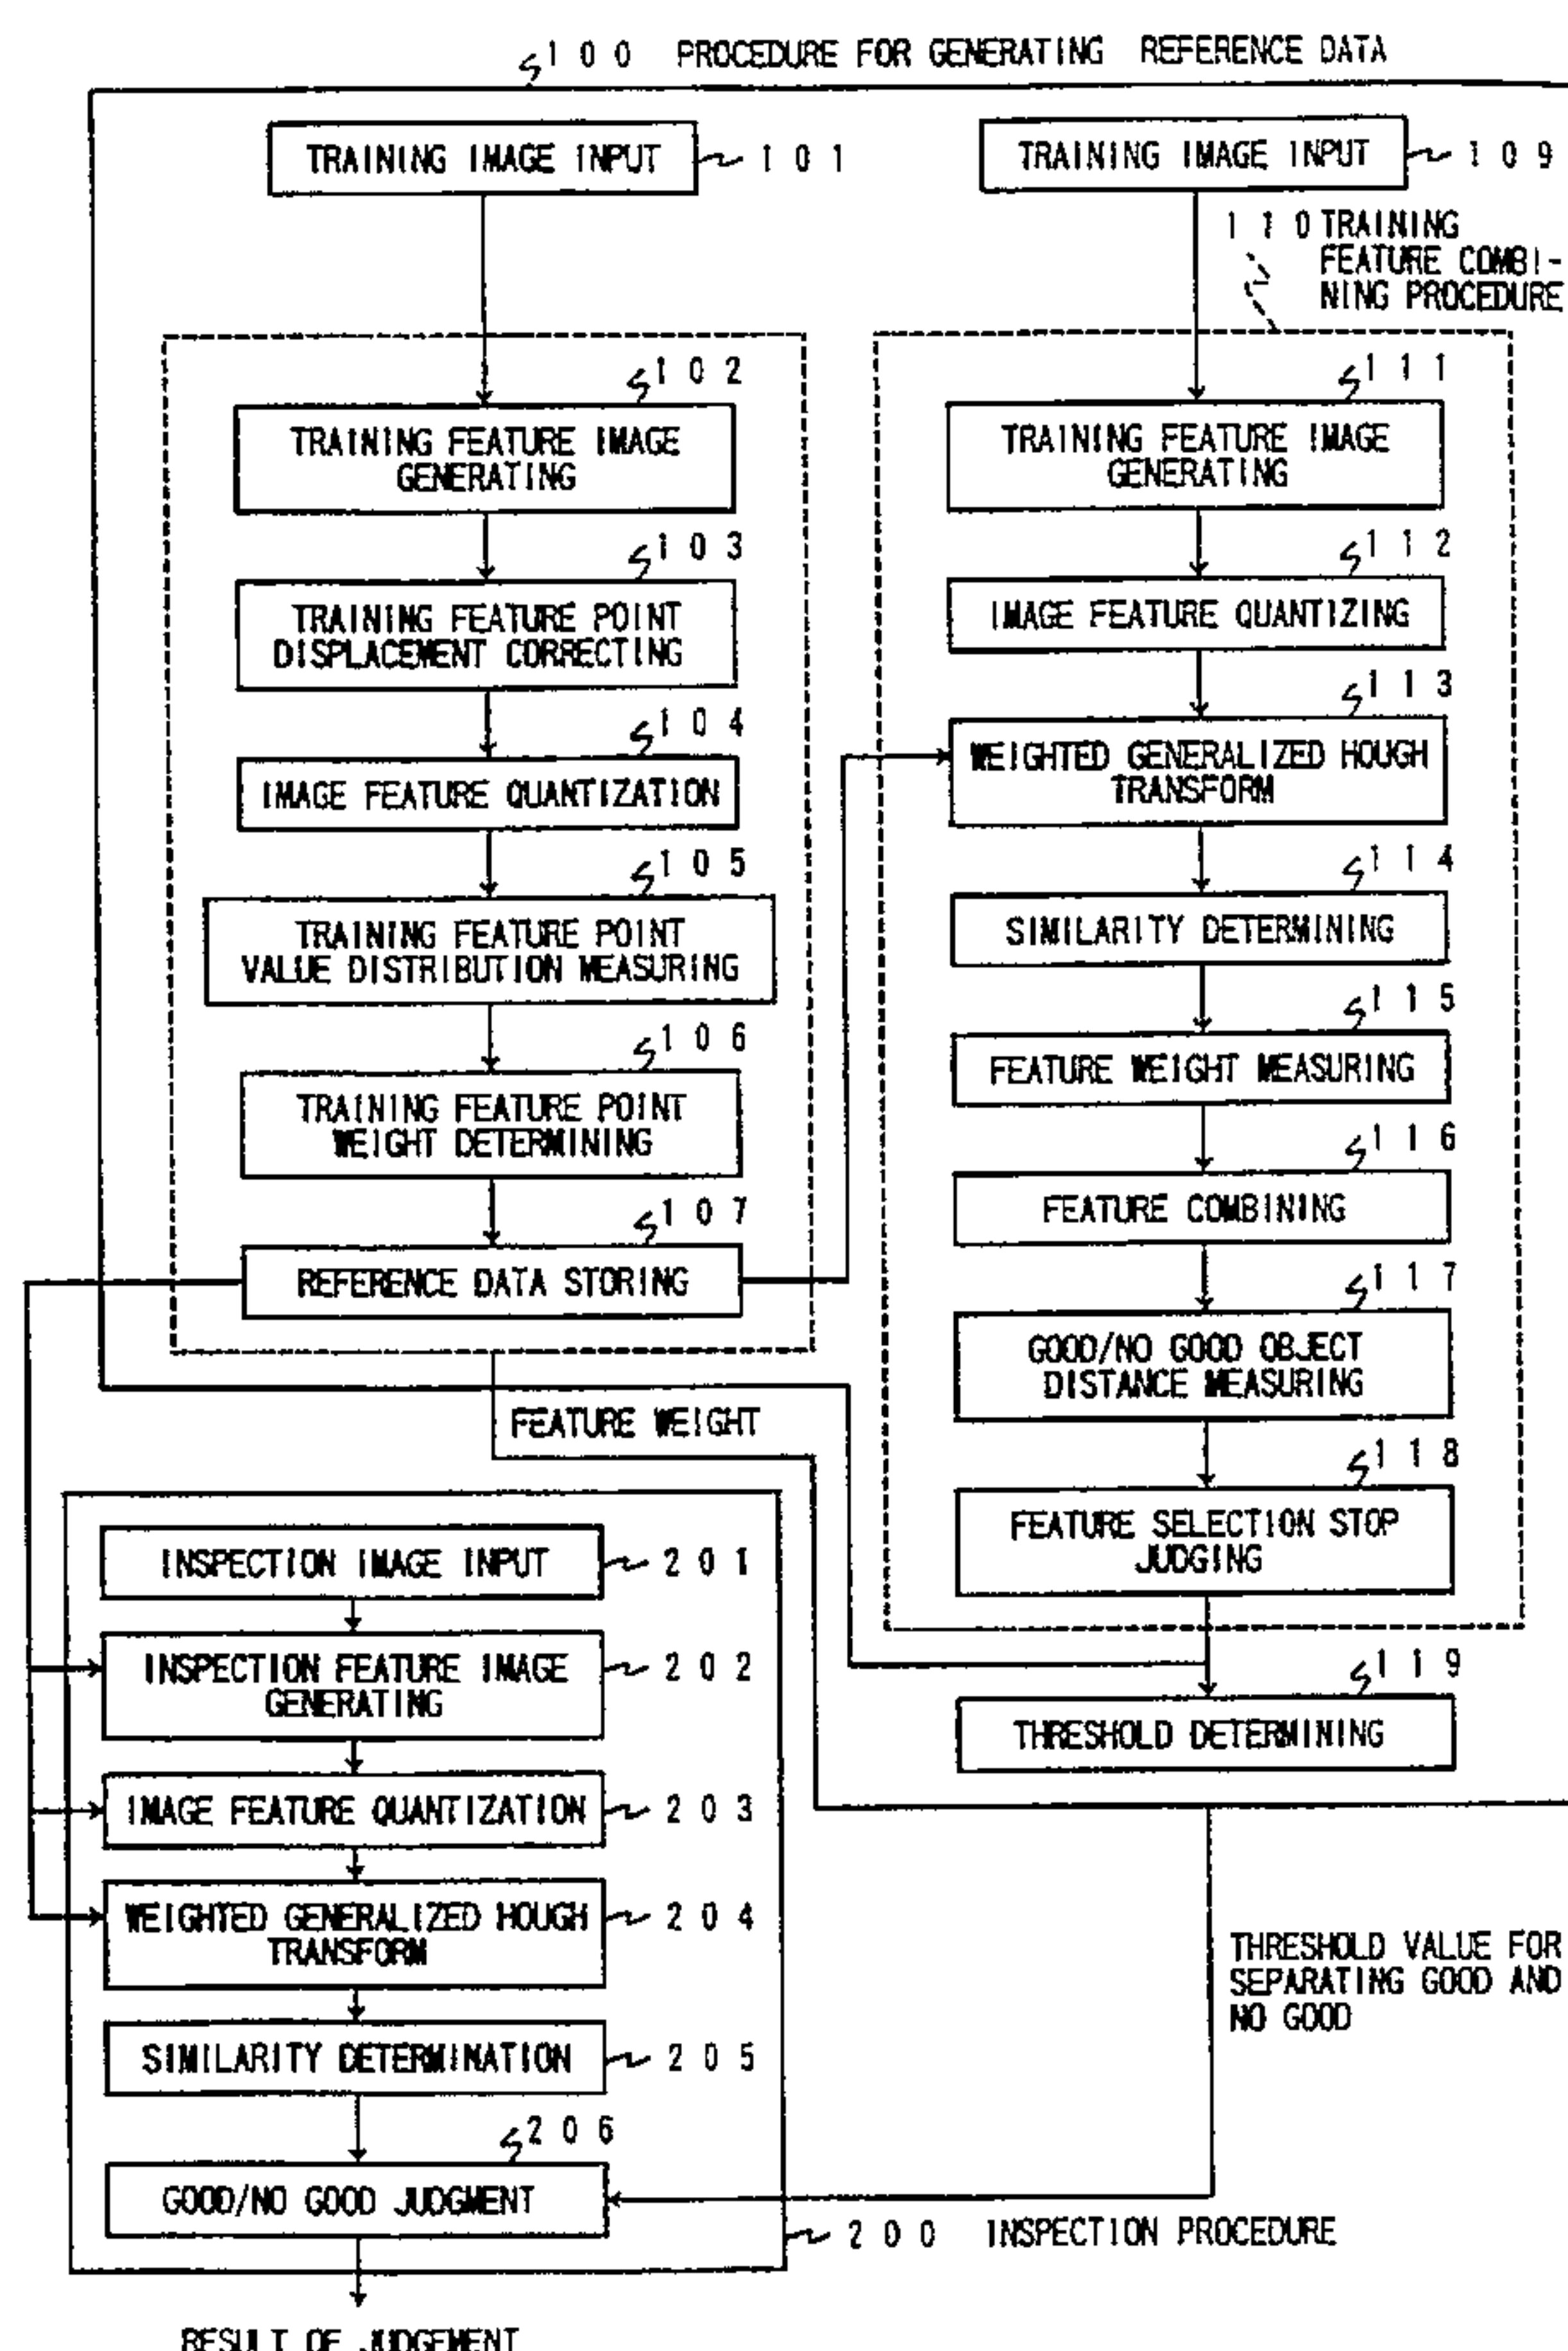 100 PROCEDURE FOR GENERATING REFERENCE DATA
TRAINING IMAGE INPUT
101
102
TRAINING FEATURE IMAGE
GENERATING
103
TRAINING FEATURE POINT
DISPLACEMENT CORRECTING
104
IMAGE FEATURE QUANTIZATION
105
TRAINING FEATURE POINT
VALUE DISTRIBUTION MEASURING
106
TRAINING FEATURE POINT
WEIGHT DETERMINING
107
REFERENCE DATA STORING
FEATURE WEIGHT
TRAINING IMAGE INPUT
109
110 TRAINING
FEATURE COMBI-
NING PROCEDURE
111
TRAINING FEATURE IMAGE
GENERATING
112
IMAGE FEATURE QUANTIZING
113
WEIGHTED GENERALIZED HOUGH
TRANSFORM
114
SIMILARITY DETERMINING
115
FEATURE WEIGHT MEASURING
116
FEATURE COMBINING
117
GOOD/NO GOOD OBJECT
DISTANCE MEASURING
118
FEATURE SELECTION STOP
JUDGING
119
THRESHOLD DETERMINING
THRESHOLD VALUE FOR
SEPARATING GOOD AND
NO GOOD
INSPECTION IMAGE INPUT
201
INSPECTION FEATURE IMAGE
GENERATING
202
IMAGE FEATURE QUANTIZATION
203
WEIGHTED GENERALIZED HOUGH
TRANSFORM
204
SIMILARITY DETERMINATION
205
206
GOOD/NO GOOD JUDGMENT
200 INSPECTION PROCEDURE
RESULT OF JUDGEMENT